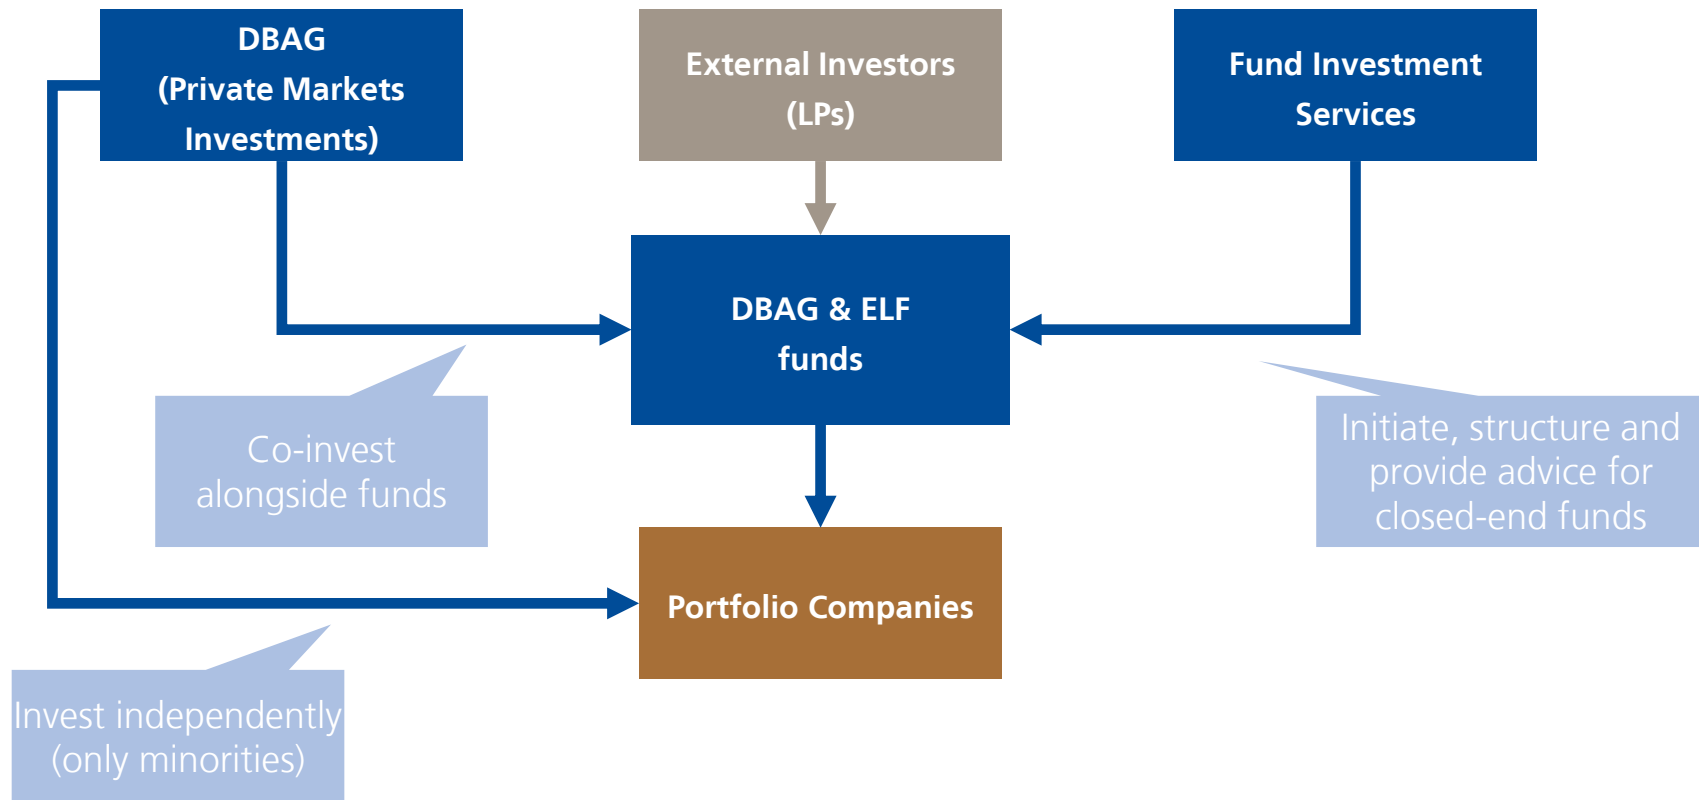 DBAG
(Private Markets
Investments)
External Investors
(LPs)
Fund Investment
Services
DBAG & ELF
funds
Co-invest
alongside funds
Initiate, structure and
provide advice for
closed-end funds
Portfolio Companies
Invest independently
(only minorities)